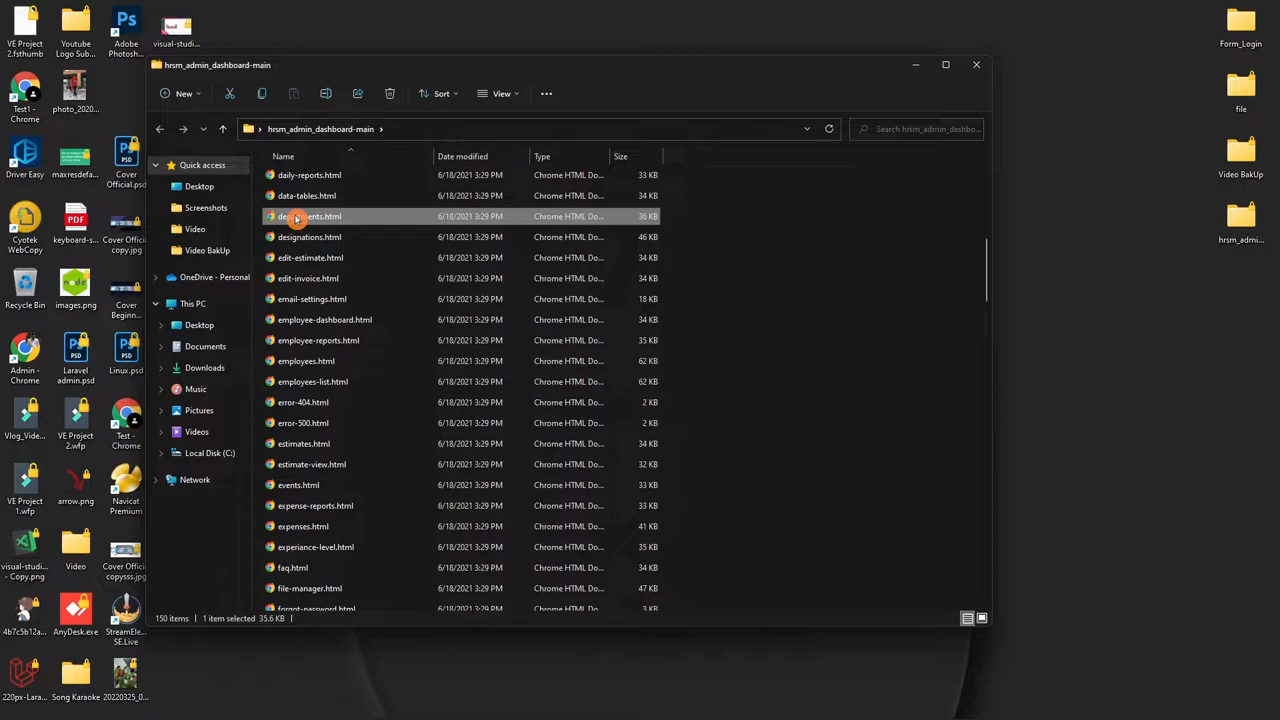 VE Project 2.fsthumb
Youtube Logo Sub...
Adobe Photosh...
visual-studi...
Test1 - Chrome
photo_2020...
Driver Easy
maxresdefa...
Cover Official.psd
Cyotek WebCopy
keyboard-s...
Cover Official copy.jpg
Recycle Bin
images.png
Cover Beginn...
Admin - Chrome
Laravel admin.psd
Linux.psd
Vlog_Vide...
VE Project 2.wfp
Test - Chrome
VE Project 1.wfp
arrow.png
Navicat Premium
visual-studi... - Copy.png
Video
Cover Offici... copysss.jpg
4b7c5b12a...
AnyDesk.exe
StreamEle... SE.Live
220px-Lara...
Song Karaoke
20220325_0...
Form_Login
file
Video BakUp
hrsm_admi...
hrsm_admin_dashboard-main
New
Sort
View
hrsm_admin_dashboard-main
Search hrsm_admin_dashbo...
Quick access
Desktop
Screenshots
Video
Video BakUp
OneDrive - Personal
This PC
Desktop
Documents
Downloads
Music
Pictures
Videos
Local Disk (C:)
Network
Name Date modified Type Size
daily-reports.html 6/18/2021 3:29 PM Chrome HTML Do... 33 KB
data-tables.html 6/18/2021 3:29 PM Chrome HTML Do... 34 KB
6/18/2021 3:29 PM Chrome HTML Do... 36 KB
designations.html 6/18/2021 3:29 PM Chrome HTML Do... 46 KB
edit-estimate.html 6/18/2021 3:29 PM Chrome HTML Do... 34 KB
edit-invoice.html 6/18/2021 3:29 PM Chrome HTML Do... 34 KB
email-settings.html 6/18/2021 3:29 PM Chrome HTML Do... 18 KB
employee-dashboard.html 6/18/2021 3:29 PM Chrome HTML Do... 34 KB
employee-reports.html 6/18/2021 3:29 PM Chrome HTML Do... 35 KB
employees.html 6/18/2021 3:29 PM Chrome HTML Do... 62 KB
employees-list.html 6/18/2021 3:29 PM Chrome HTML Do... 62 KB
error-404.html 6/18/2021 3:29 PM Chrome HTML Do... 2 KB
error-500.html 6/18/2021 3:29 PM Chrome HTML Do... 2 KB
estimates.html 6/18/2021 3:29 PM Chrome HTML Do... 34 KB
estimate-view.html 6/18/2021 3:29 PM Chrome HTML Do... 32 KB
events.html 6/18/2021 3:29 PM Chrome HTML Do... 33 KB
expense-reports.html 6/18/2021 3:29 PM Chrome HTML Do... 33 KB
expenses.html 6/18/2021 3:29 PM Chrome HTML Do... 41 KB
experiance-level.html 6/18/2021 3:29 PM Chrome HTML Do... 35 KB
faq.html 6/18/2021 3:29 PM Chrome HTML Do... 34 KB
file-manager.html 6/18/2021 3:29 PM Chrome HTML Do... 47 KB
forgot-password.html 6/18/2021 3:29 PM Chrome HTML Do... 3 KB
150 items 1 item selected 35.6 KB